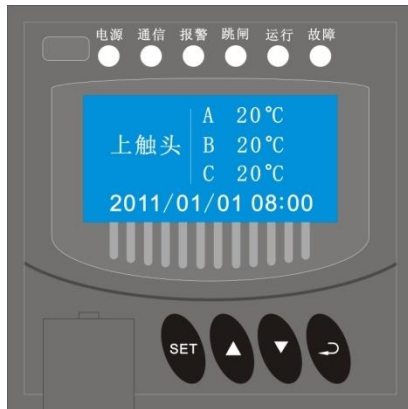 电源 通信 报警 跳闸 运行 故障
A 20℃
上触头 B 20℃
C 20℃
2011/01/01 08:00
SET